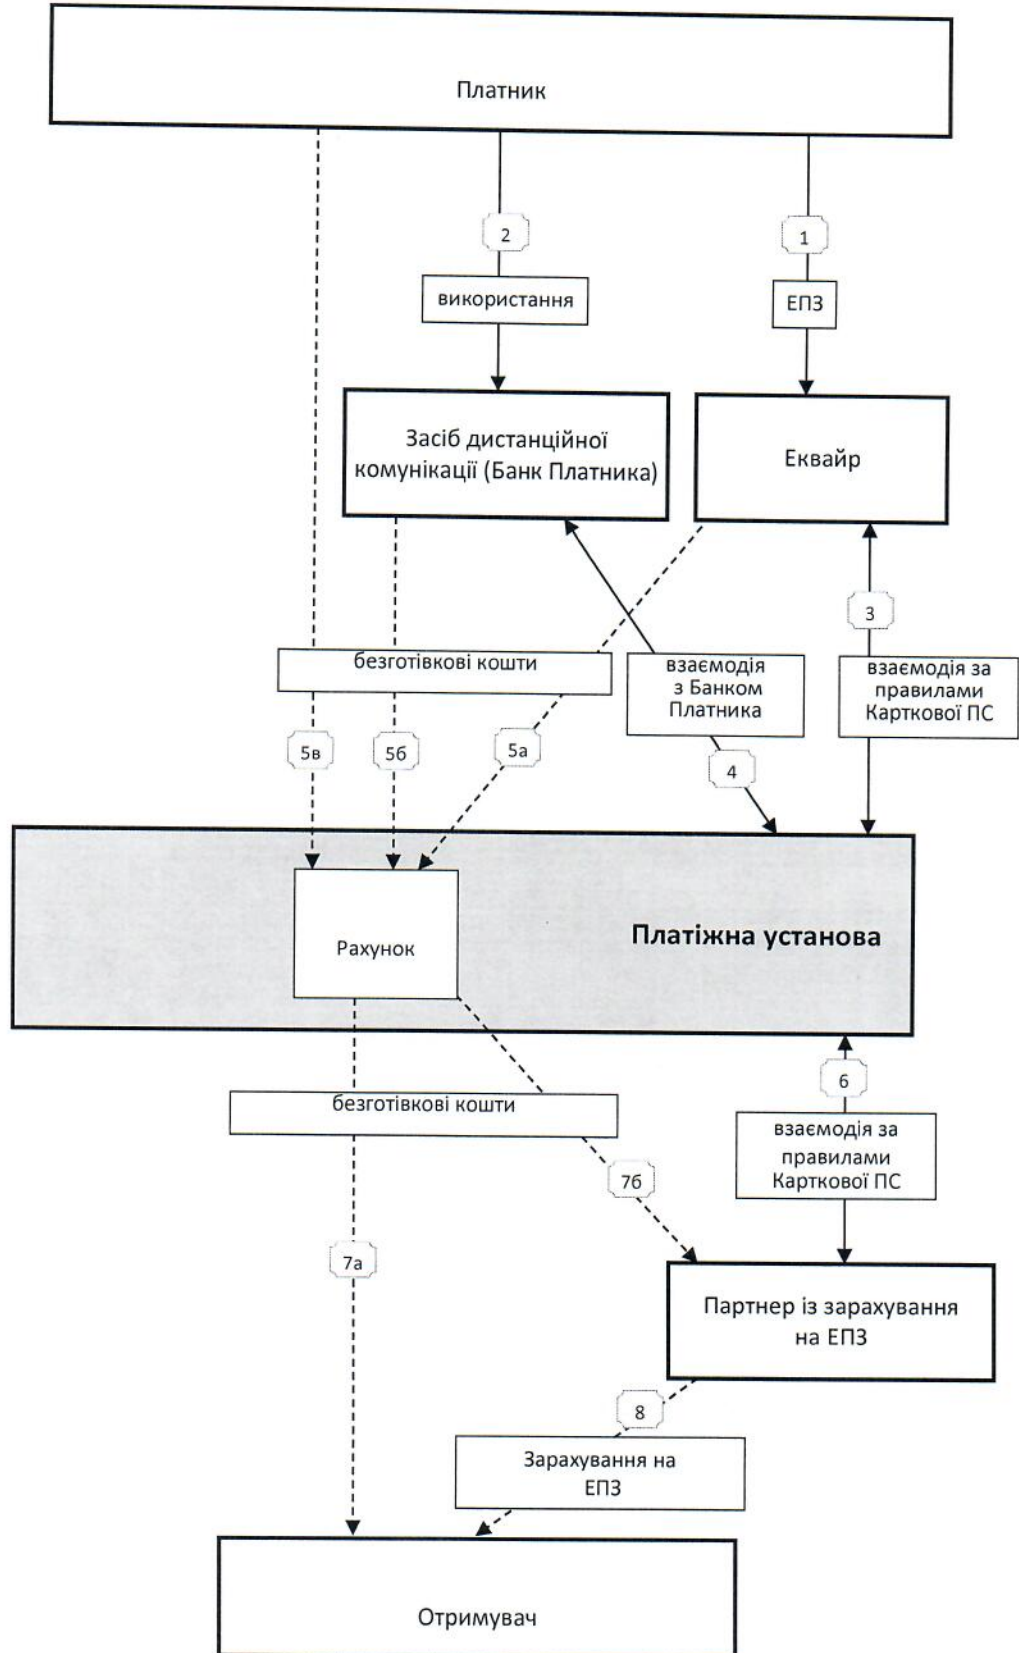 Платник
2
1
використання
ЕПЗ
Засіб дистанційної
комунікації (Банк Платника)
Еквайр
3
безготівкові кошти
взаємодія
з Банком
Платника
взаємодія за
правилами
Карткової ПС
5в
5б
5а
4
Рахунок
Платіжна установа
6
безготівкові кошти
взаємодія за
правилами
Карткової ПС
7б
7а
Партнер із зарахування
на ЕПЗ
8
Зарахування на
ЕПЗ
Отримувач